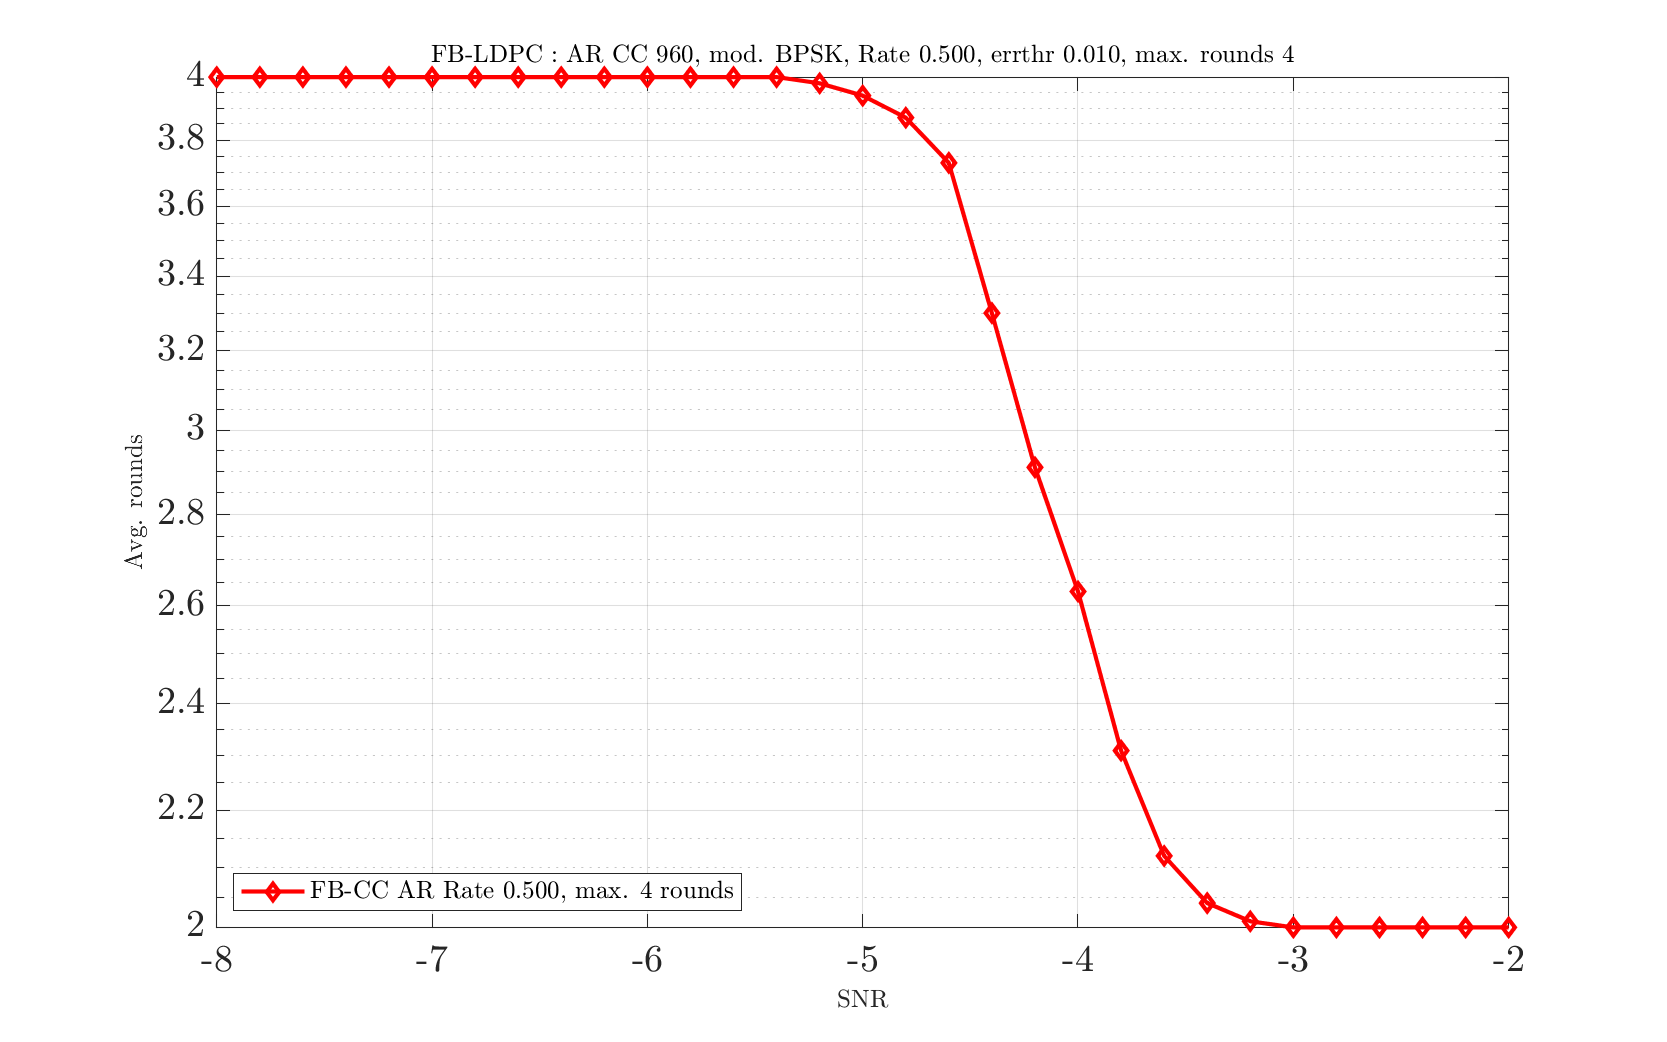 FB-LDPC : AR CC 960, mod. BPSK, Rate 0.500, errthr 0.010, max. rounds 4
4
3.8
3.6
3.4
3.2
3
2.8
2.6
2.4
2.2
2
Avg. rounds
FB-CC AR Rate 0.500, max. 4 rounds
-8 -7 -6 -5 -4 -3 -2
SNR